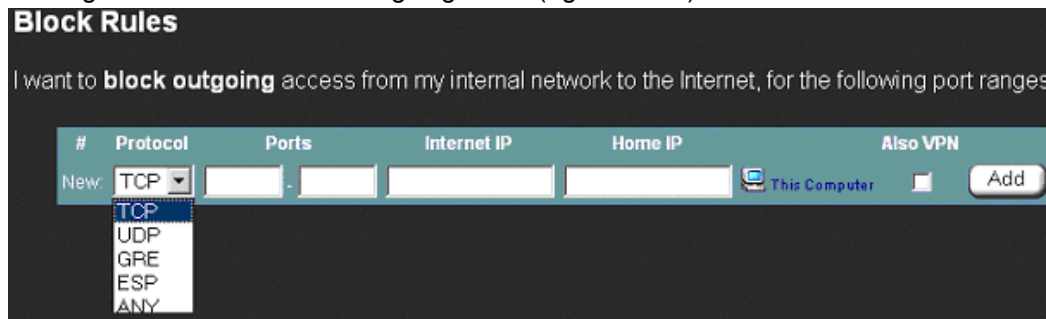 Block Rules
I want to block outgoing access from my internal network to the Internet, for the following port ranges
# Protocol Ports Internet IP Home IP Also VPN
New: TCP - This Computer Add
TCP
UDP
GRE
ESP
ANY